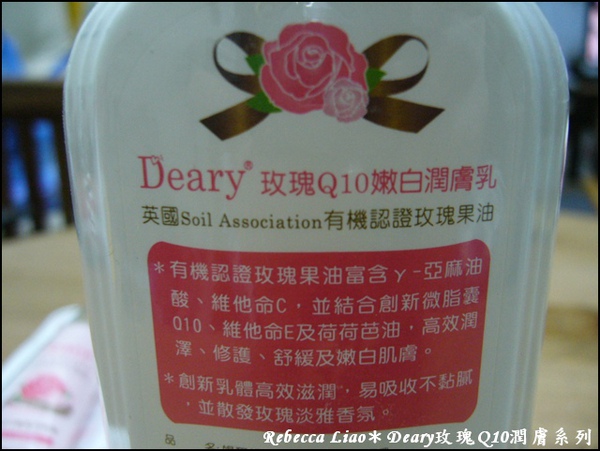 Deary® 玫瑰Q10嫩白潤膚乳
英國Soil Association有機認證玫瑰果油
＊有機認證玫瑰果油富含γ-亞麻油
酸、維他命C，並結合創新微脂囊
Q10、維他命E及荷荷芭油，高效潤
澤、修護、舒緩及嫩白肌膚。
＊創新乳體高效滋潤，易吸收不黏膩
，並散發玫瑰淡雅香氛。
品 名:
Rebecca Liao＊Deary玫瑰Q10潤膚系列